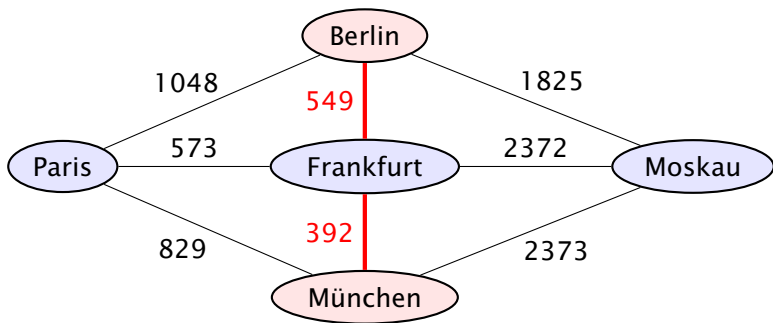 Berlin
1048
1825
549
Paris
573
Frankfurt
2372
Moskau
829
392
2373
München